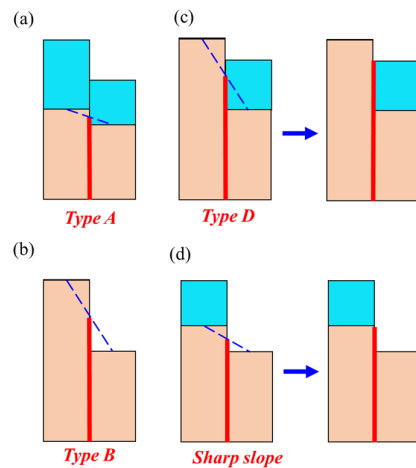 (a)
(c)
Type A
Type D
(b)
(d)
Type B
Sharp slope